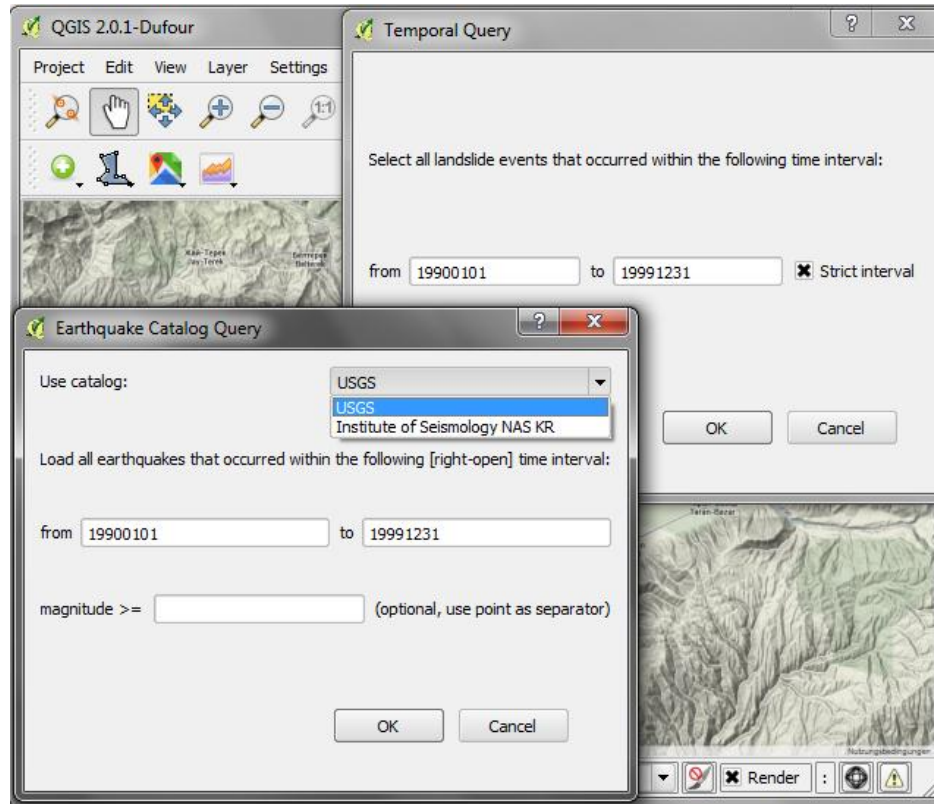 QGIS 2.0.1-Dufour
Project Edit View Layer Settings
1:1
Temporal Query
Select all landslide events that occurred within the following time interval:
from 19900101 to 19991231 Strict interval
OK Cancel
Earthquake Catalog Query
Use catalog: USGS
USGS
Institute of Seismology NAS KR
Load all earthquakes that occurred within the following [right-open] time interval:
from 19900101 to 19991231
magnitude >= (optional, use point as separator)
OK Cancel
Nutzungsbedingungen
Render :